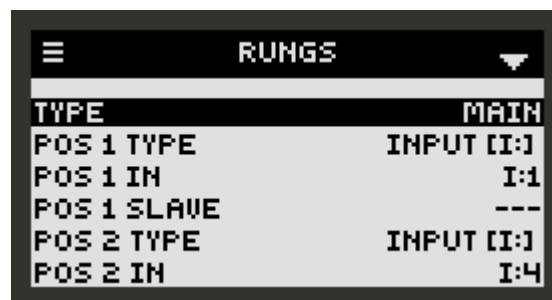 RUNGS
TYPE MAIN
POS 1 TYPE INPUT [I:]
POS 1 IN I:1
POS 1 SLAVE ---
POS 2 TYPE INPUT [I:]
POS 2 IN I:4